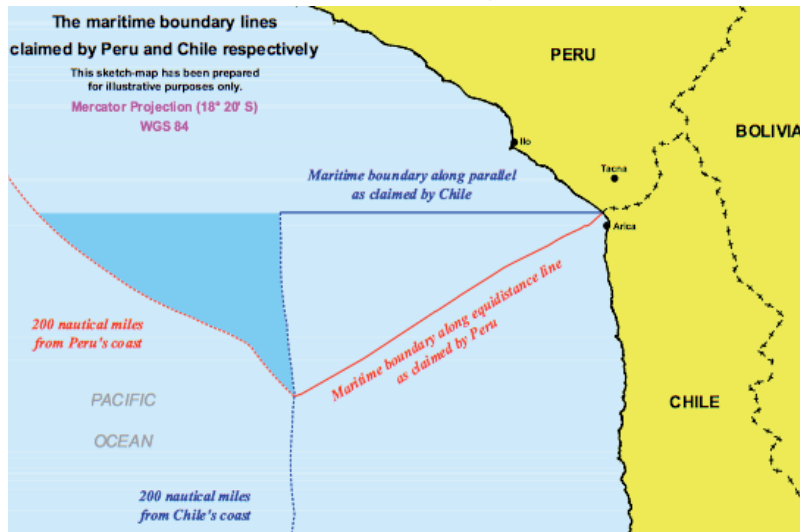 The maritime boundary lines
claimed by Peru and Chile respectively
This sketch-map has been prepared
for illustrative purposes only.
Mercator Projection (18° 20' S)
WGS 84
PERU
BOLIVIA
Ilo
Tacna
Maritime boundary along parallel
as claimed by Chile
Arica
Maritime boundary along equidistance line
as claimed by Peru
200 nautical miles
from Peru's coast
PACIFIC
OCEAN
CHILE
200 nautical miles
from Chile's coast